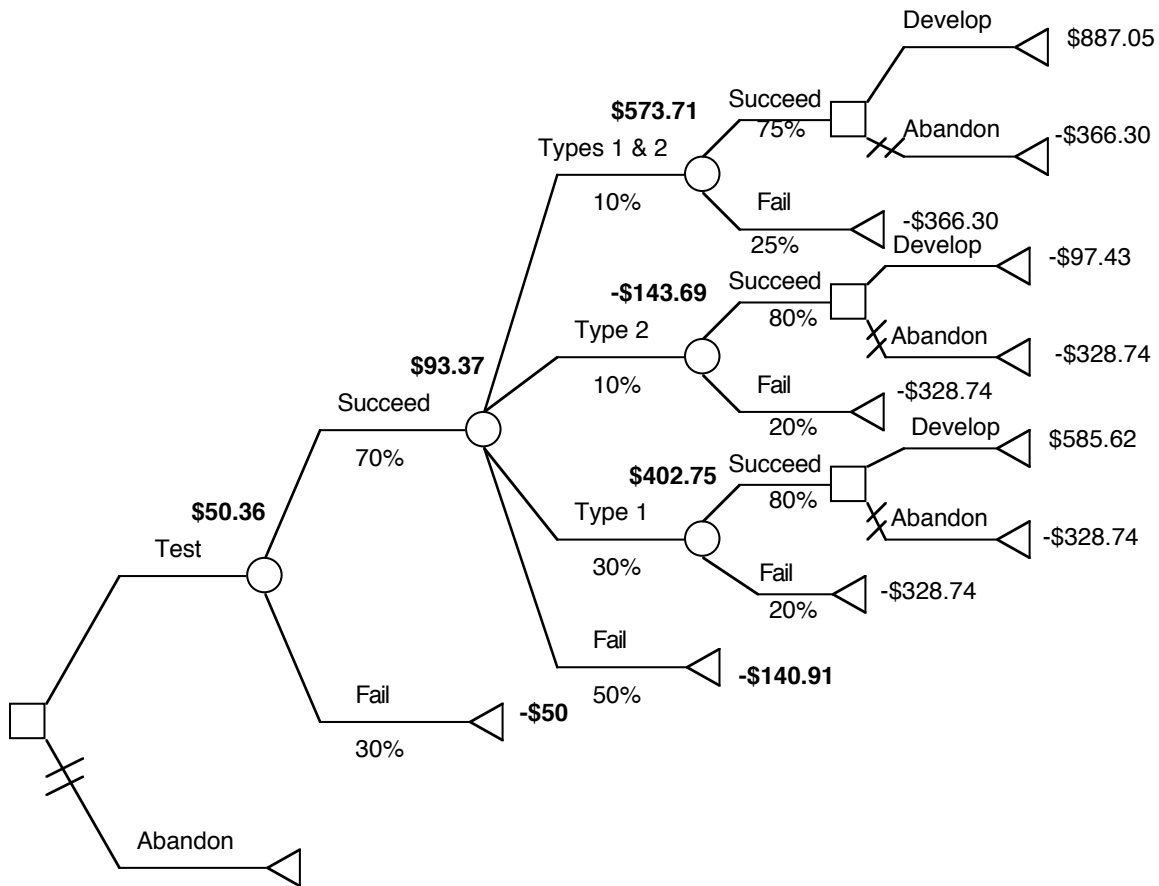 Develop
$887.05
Succeed
$573.71
75%
Abandon
-$366.30
Types 1 & 2
10%
Fail
-$366.30
25%
Develop
-$97.43
Succeed
-$143.69
80%
Type 2
Abandon
-$328.74
$93.37
10%
Fail
-$328.74
20%
Succeed
70%
Develop
$585.62
Succeed
$402.75
80%
Type 1
Abandon
-$328.74
$50.36
Test
30%
Fail
-$328.74
20%
Fail
-$140.91
50%
Fail
-$50
30%
Abandon